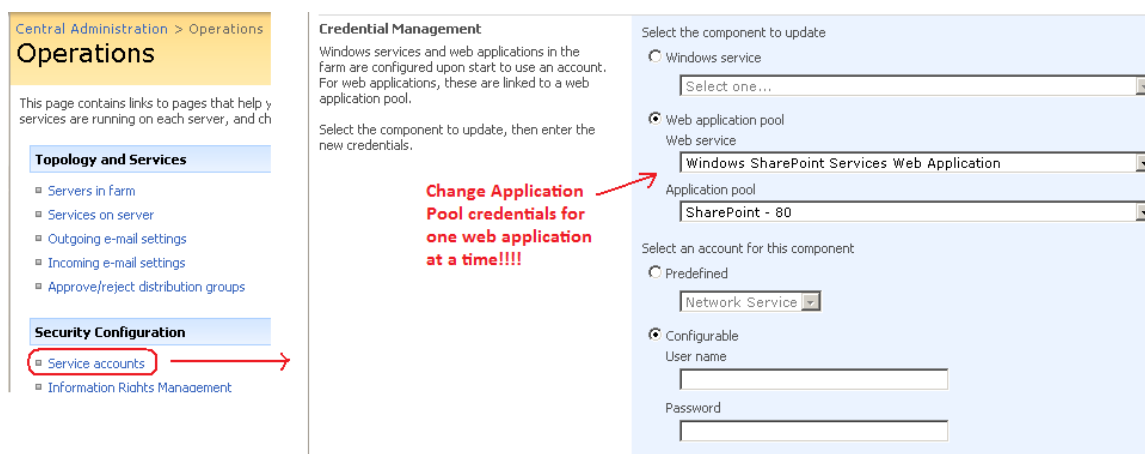 Central Administration > Operations
Operations
This page contains links to pages that help
services are running on each server, and ch
Topology and Services
Servers in farm
Services on server
Outgoing e-mail settings
Incoming e-mail settings
Approve/reject distribution groups
Security Configuration
Service accounts
Information Rights Management
Credential Management
Windows services and web applications in the
farm are configured upon start to use an account.
For web applications, these are linked to a web
application pool.
Select the component to update, then enter the
new credentials.
Change Application
Pool credentials for
one web application
at a time!!!!
Select the component to update
Windows service
Select one...
Web application pool
Web service
Windows SharePoint Services Web Application
Application pool
SharePoint - 80
Select an account for this component
Predefined
Network Service
Configurable
User name
Password